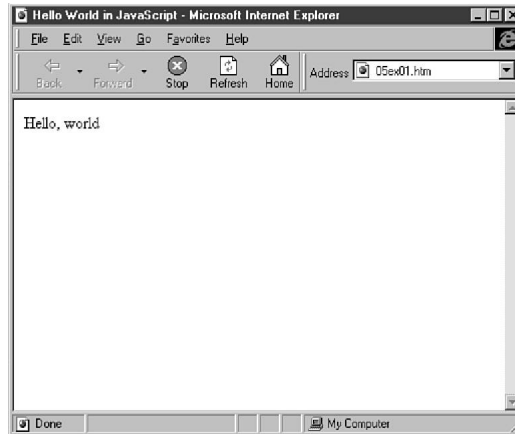 Hello World in JavaScript - Microsoft Internet Explorer
File Edit View Go Favorites Help
Back Forward Stop Refresh Home Address 05ex01.htm
Hello, world
Done My Computer